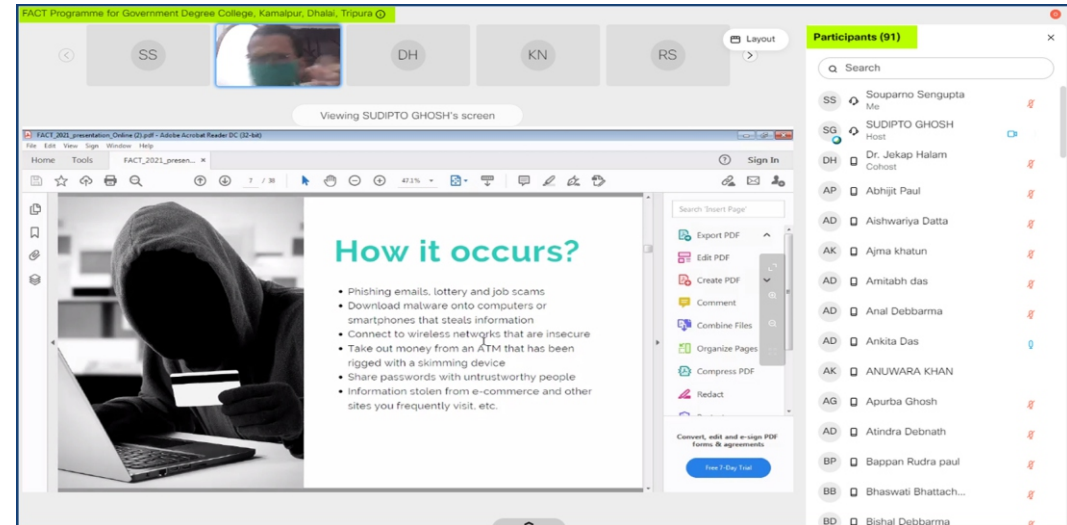 FACT Programme for Government Degree College, Kamalpur, Dhalai, Tripura
SS
DH
KN
RS
Layout
Viewing SUDIPTO GHOSH's screen
FACT_2021_presentation_Online (2).pdf - Adobe Acrobat Reader DC (32-bit)
File Edit View Sign Window Help
Home Tools FACT_2021_presen... × Sign In
7 / 38 47.1%
How it occurs?
• Phishing emails, lottery and job scams
• Download malware onto computers or
smartphones that steals information
• Connect to wireless networks that are insecure
• Take out money from an ATM that has been
rigged with a skimming device
• Share passwords with untrustworthy people
• Information stolen from e-commerce and other
sites you frequently visit, etc.
Search 'Insert Page'
Export PDF
Edit PDF
Create PDF
Comment
Combine Files
Organize Pages
Compress PDF
Redact
Convert, edit and e-sign PDF
forms & agreements
Free 7-Day Trial
Participants (91)
Search
SS Souparno Sengupta
Me
SG SUDIPTO GHOSH
Host
DH Dr. Jekap Halam
Cohost
AP Abhijit Paul
AD Aishwariya Datta
AK Ajma khatun
AD Amitabh das
AD Anal Debbarma
AD Ankita Das
AK ANUWARA KHAN
AG Apurba Ghosh
AD Atindra Debnath
BP Bappan Rudra paul
BB Bhaswati Bhattach...
BD Bishal Debbarma